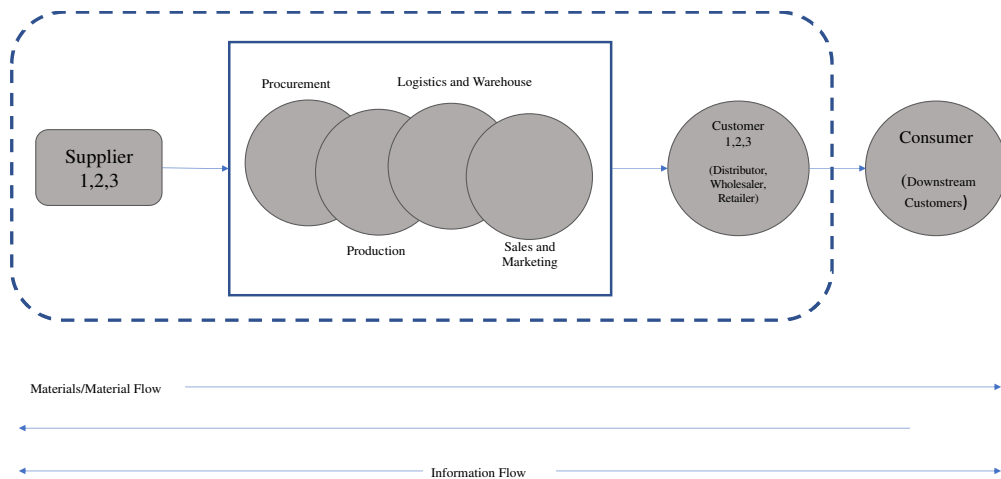 Procurement
Logistics and Warehouse
Supplier
1,2,3
Customer
1,2,3
(Distributor,
Wholesaler,
Retailer)
Consumer
(Downstream
Customers)
Production
Sales and
Marketing
Materials/Material Flow
Information Flow